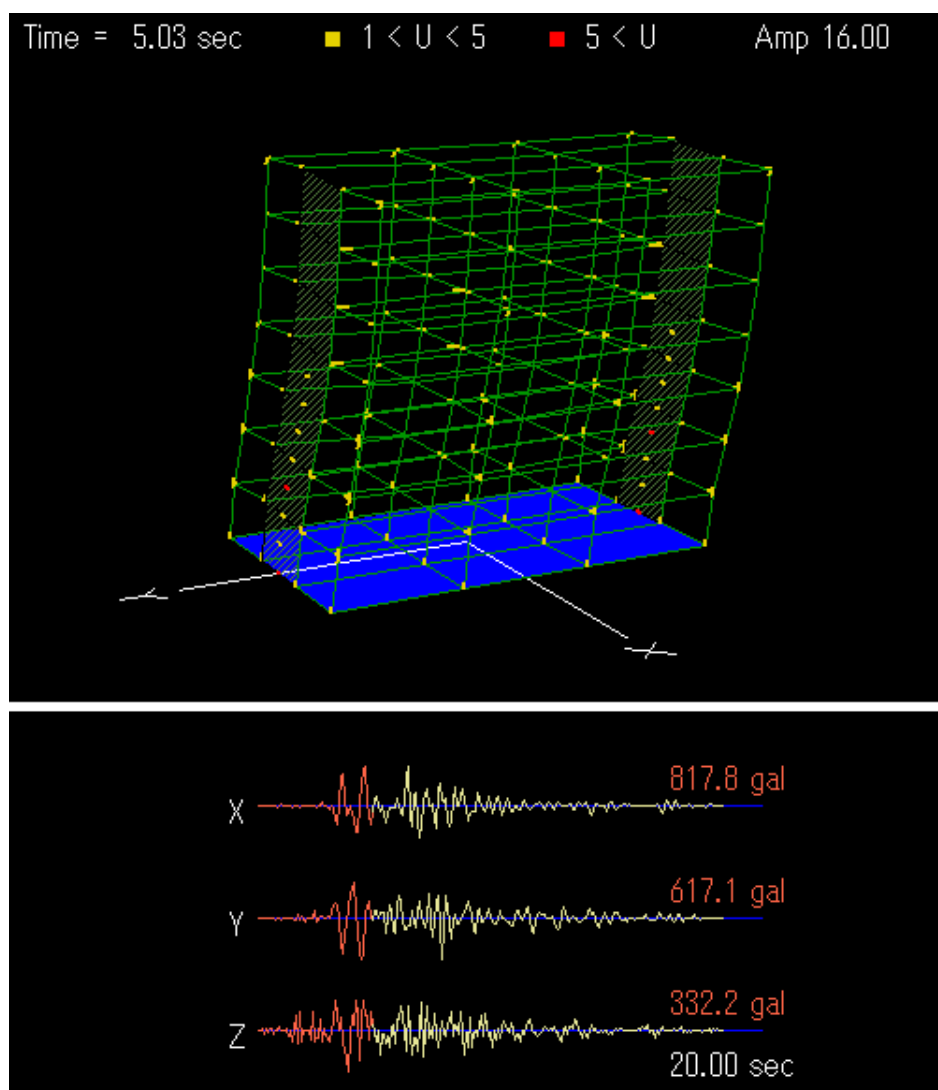 Time = 5.03 sec 1 < U < 5 5 < U Amp 16.00
Y
X
817.8 gal
X
617.1 gal
Y
332.2 gal
Z
20.00 sec